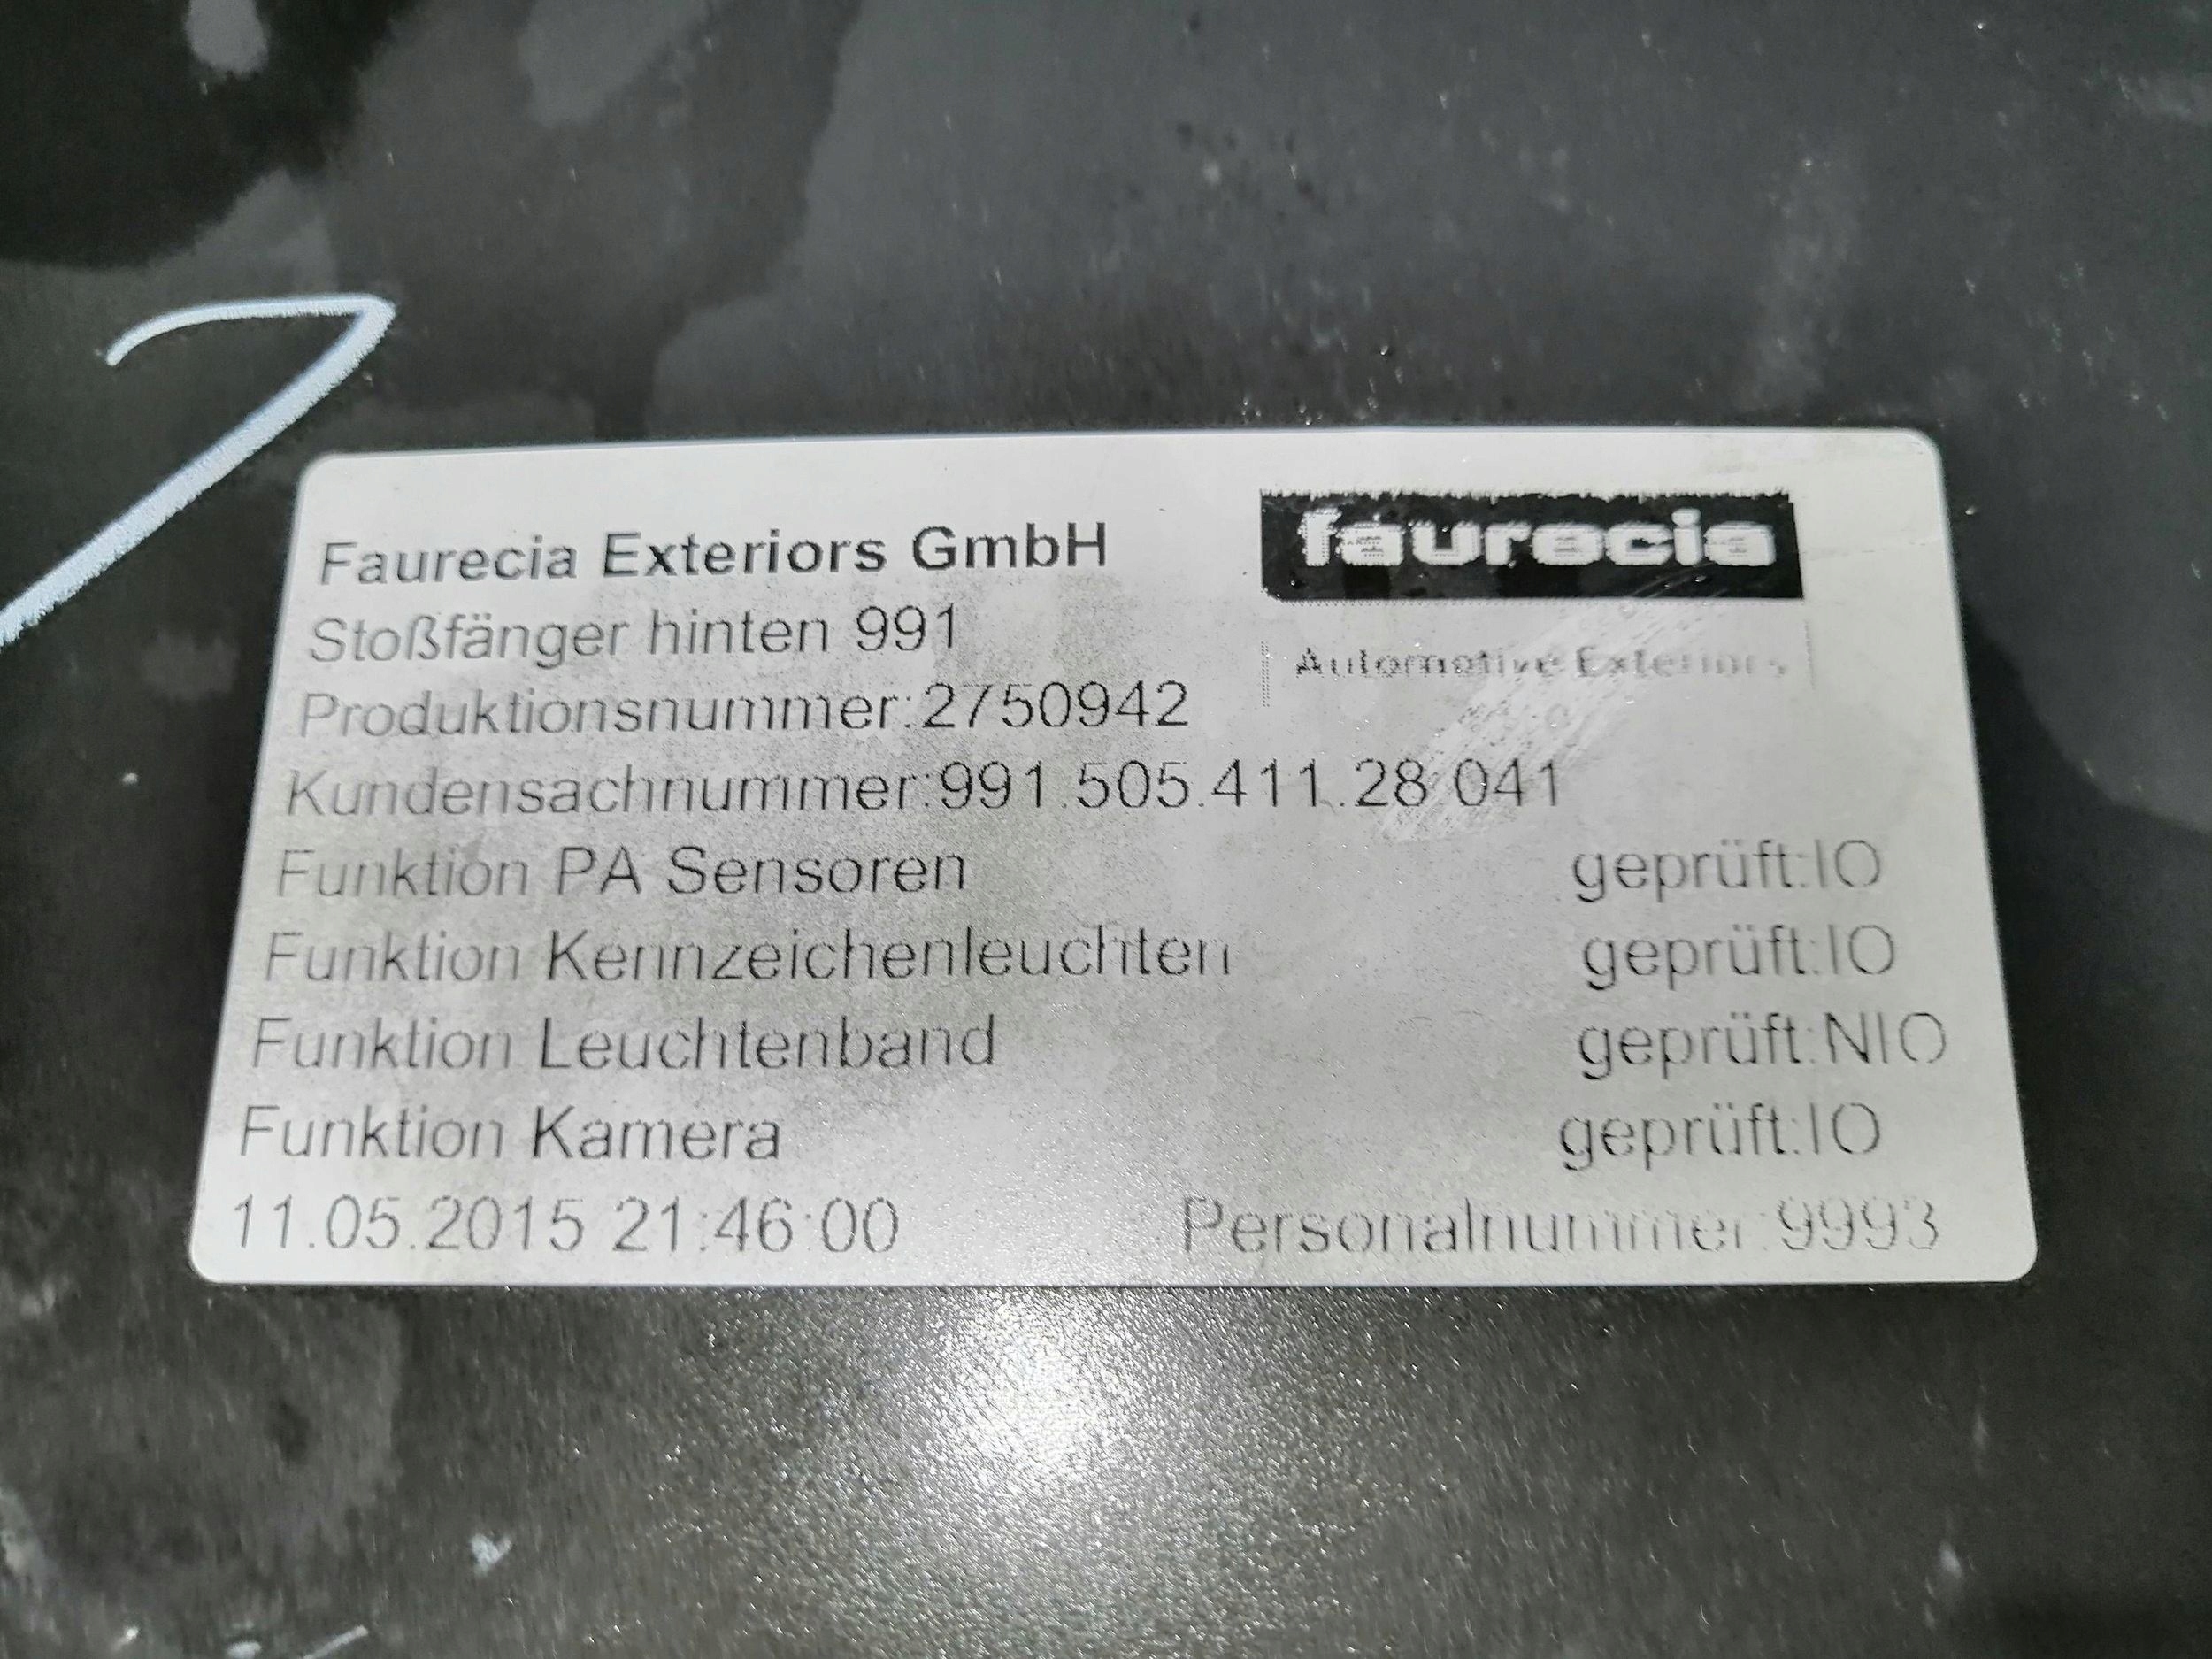 Faurecia Exteriors GmbH
faurecia
Automotive Exteriors
Stoßfänger hinten 991
Produktionsnummer:2750942
Kundensachnummer:991.505.411.28 041
Funktion PA Sensoren geprüft:IO
Funktion Kennzeichenleuchten geprüft:IO
Funktion Leuchtenband geprüft:NIO
Funktion Kamera geprüft:IO
11.05.2015 21:46:00 Personalnummer:9993